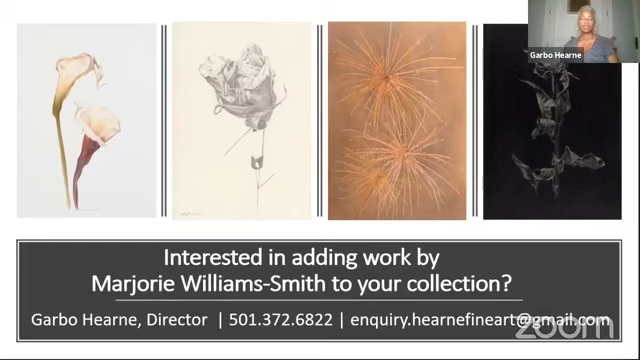 Garbo Hearne
Interested in adding work by
Marjorie Williams-Smith to your collection?
Garbo Hearne, Director | 501.372.6822 | enquiry.hearnefineart@gmail.com
zoom